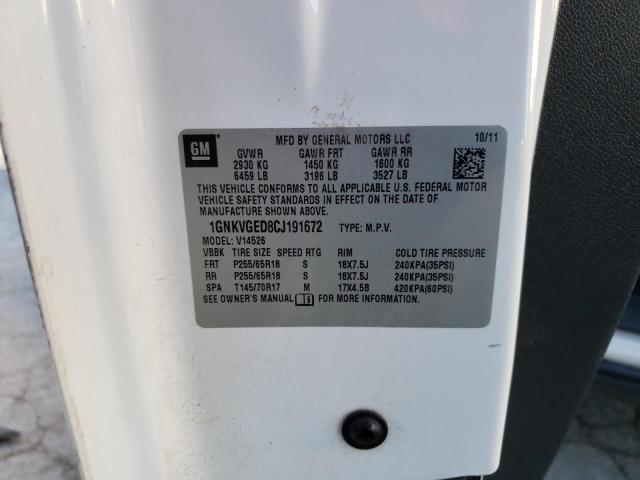 GM
MFD BY GENERAL MOTORS LLC 10/11
GVWR GAWR FRT GAWR RR
2930 KG 1450 KG 1600 KG
6459 LB 3196 LB 3527 LB
THIS VEHICLE CONFORMS TO ALL APPLICABLE U.S. FEDERAL MOTOR
VEHICLE SAFETY STANDARDS IN EFFECT ON THE DATE OF
MANUFACTURE SHOWN ABOVE.
1GNKVGED8CJ191672 TYPE: M.P.V.
MODEL: V14526
VBBK TIRE SIZE SPEED RTG RIM COLD TIRE PRESSURE
FRT P255/65R18 S 18X7.5J 240KPA(35PSI)
RR P255/65R18 S 18X7.5J 240KPA(35PSI)
SPA T145/70R17 M 17X4.5B 420KPA(60PSI)
SEE OWNER'S MANUAL FOR MORE INFORMATION.